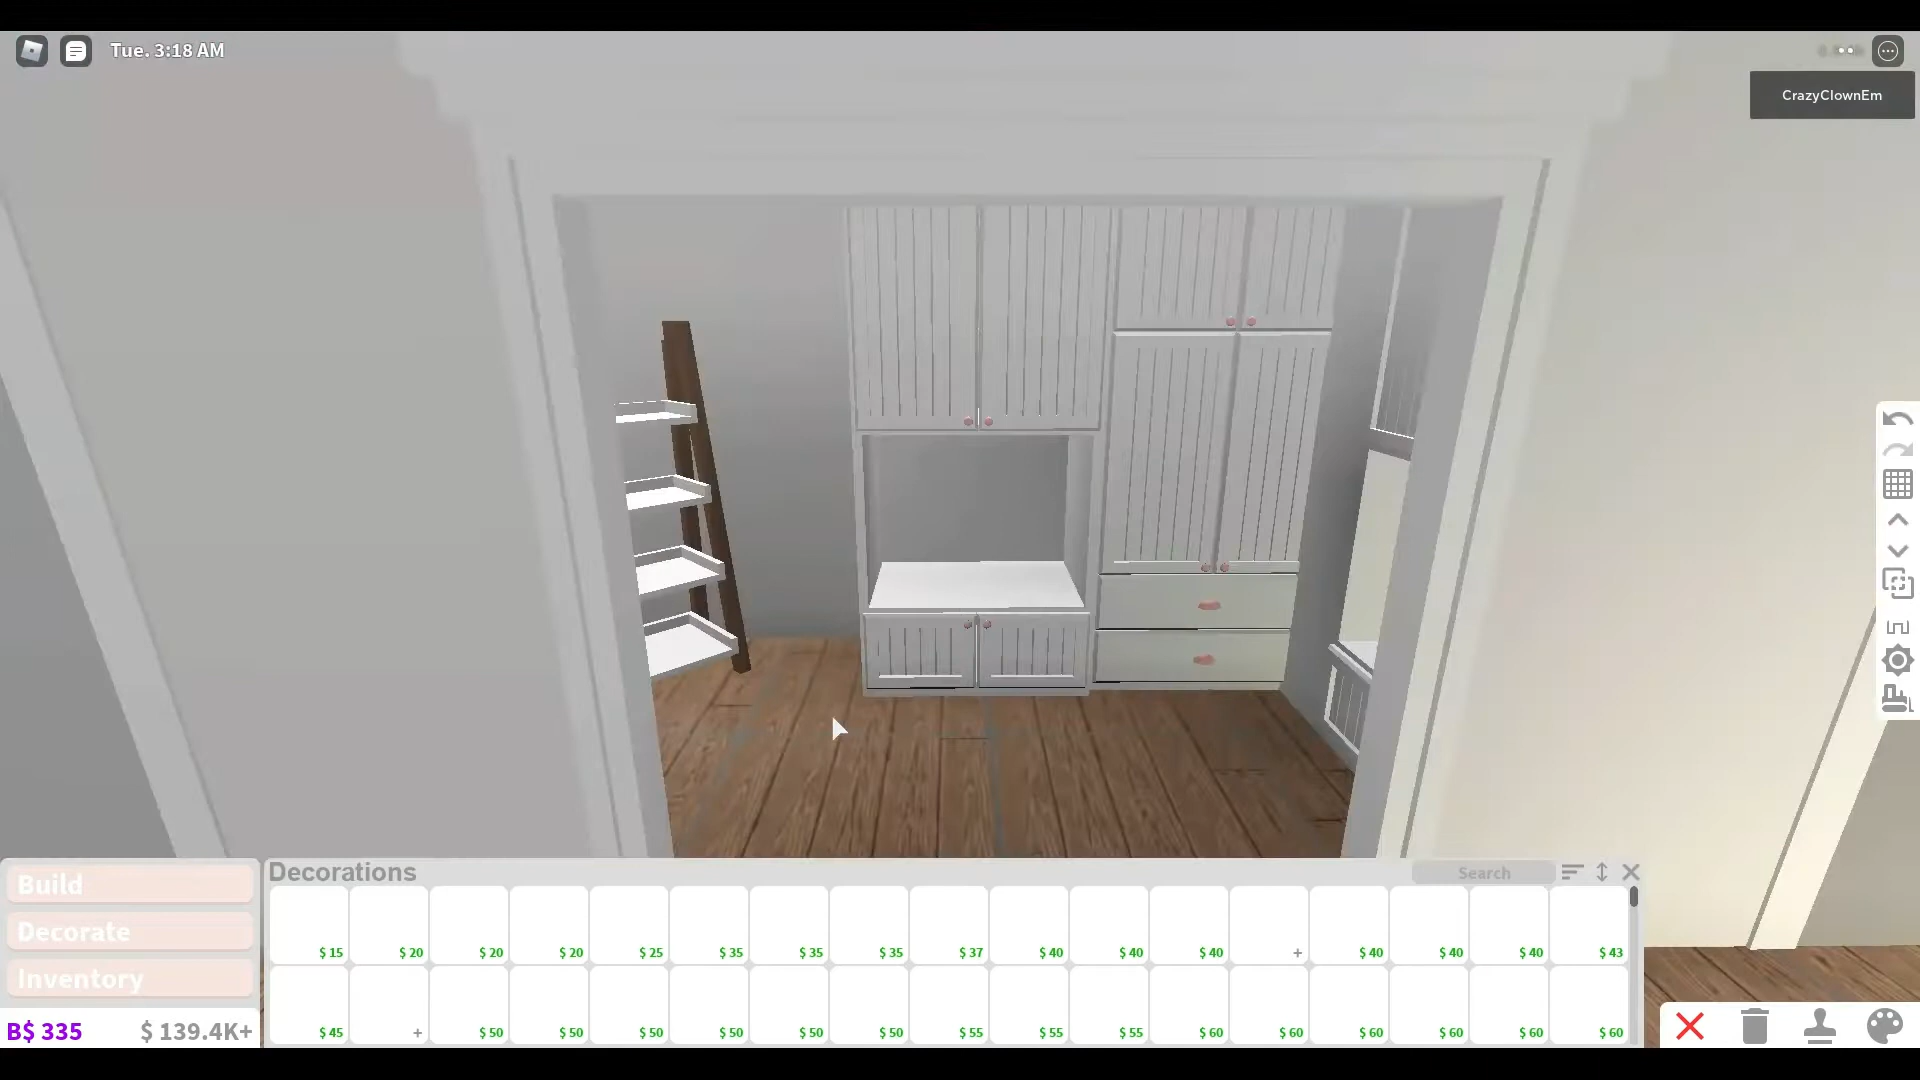 Tue. 3:18 AM
CrazyClownEm
Build
Decorate
Inventory
B$ 335 $ 139.4K+
Decorations
Search
$ 15 $ 20 $ 20 $ 20 $ 25 $ 35 $ 35 $ 35 $ 37 $ 40 $ 40 $ 40 + $ 40 $ 40 $ 40 $ 43
$ 45 + $ 50 $ 50 $ 50 $ 50 $ 50 $ 50 $ 55 $ 55 $ 55 $ 60 $ 60 $ 60 $ 60 $ 60 $ 60